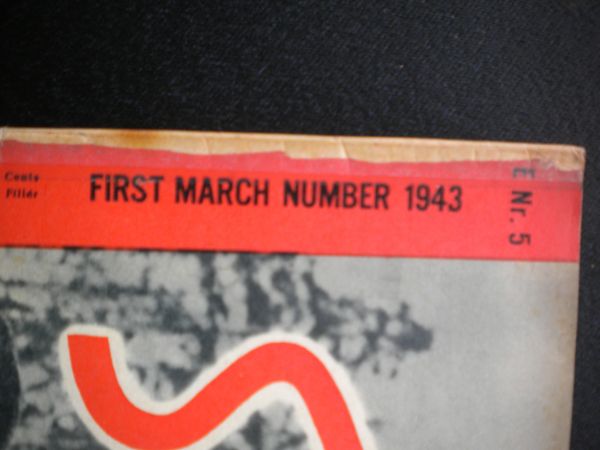 Cents
Fillér
FIRST MARCH NUMBER 1943
E Nr. 5